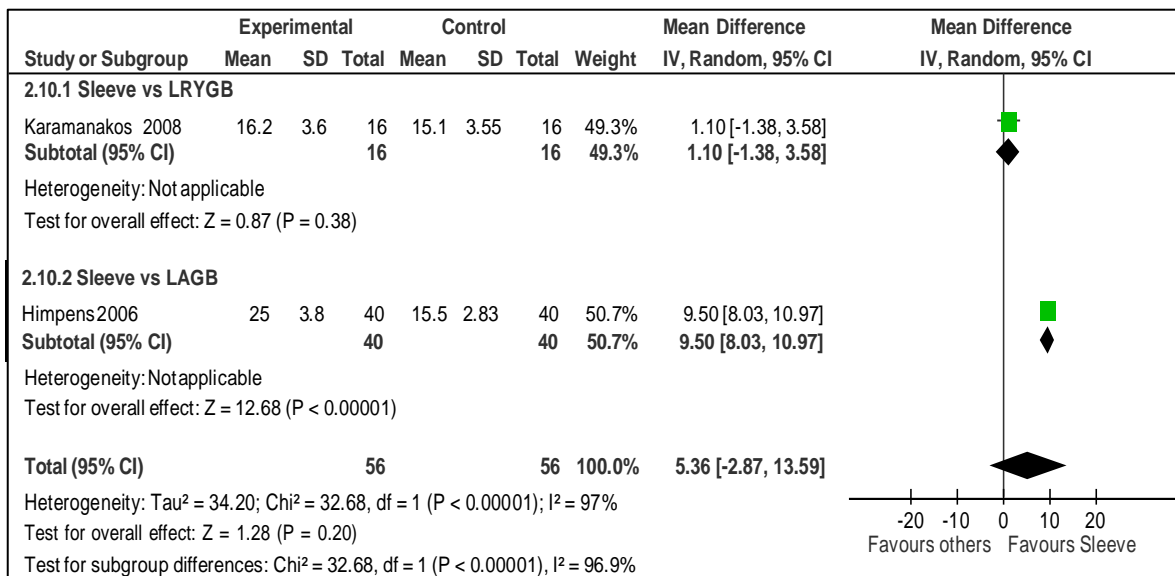 Experimental Control Mean Difference Mean Difference
Study or Subgroup Mean SD Total Mean SD Total Weight IV, Random, 95% CI IV, Random, 95% CI
2.10.1 Sleeve vs LRYGB
Karamanakos 2008 16.2 3.6 16 15.1 3.55 16 49.3% 1.10 [-1.38, 3.58]
Subtotal (95% CI) 16 16 49.3% 1.10 [-1.38, 3.58]
Heterogeneity: Not applicable
Test for overall effect: Z = 0.87 (P = 0.38)
2.10.2 Sleeve vs LAGB
Himpens 2006 25 3.8 40 15.5 2.83 40 50.7% 9.50 [8.03, 10.97]
Subtotal (95% CI) 40 40 50.7% 9.50 [8.03, 10.97]
Heterogeneity: Not applicable
Test for overall effect: Z = 12.68 (P < 0.00001)
Total (95% CI) 56 56 100.0% 5.36 [-2.87, 13.59]
Heterogeneity: Tau² = 34.20; Chi² = 32.68, df = 1 (P < 0.00001); I² = 97%
Test for overall effect: Z = 1.28 (P = 0.20)
Test for subgroup differences: Chi² = 32.68, df = 1 (P < 0.00001), I² = 96.9%
-20 -10 0 10 20
Favours others Favours Sleeve